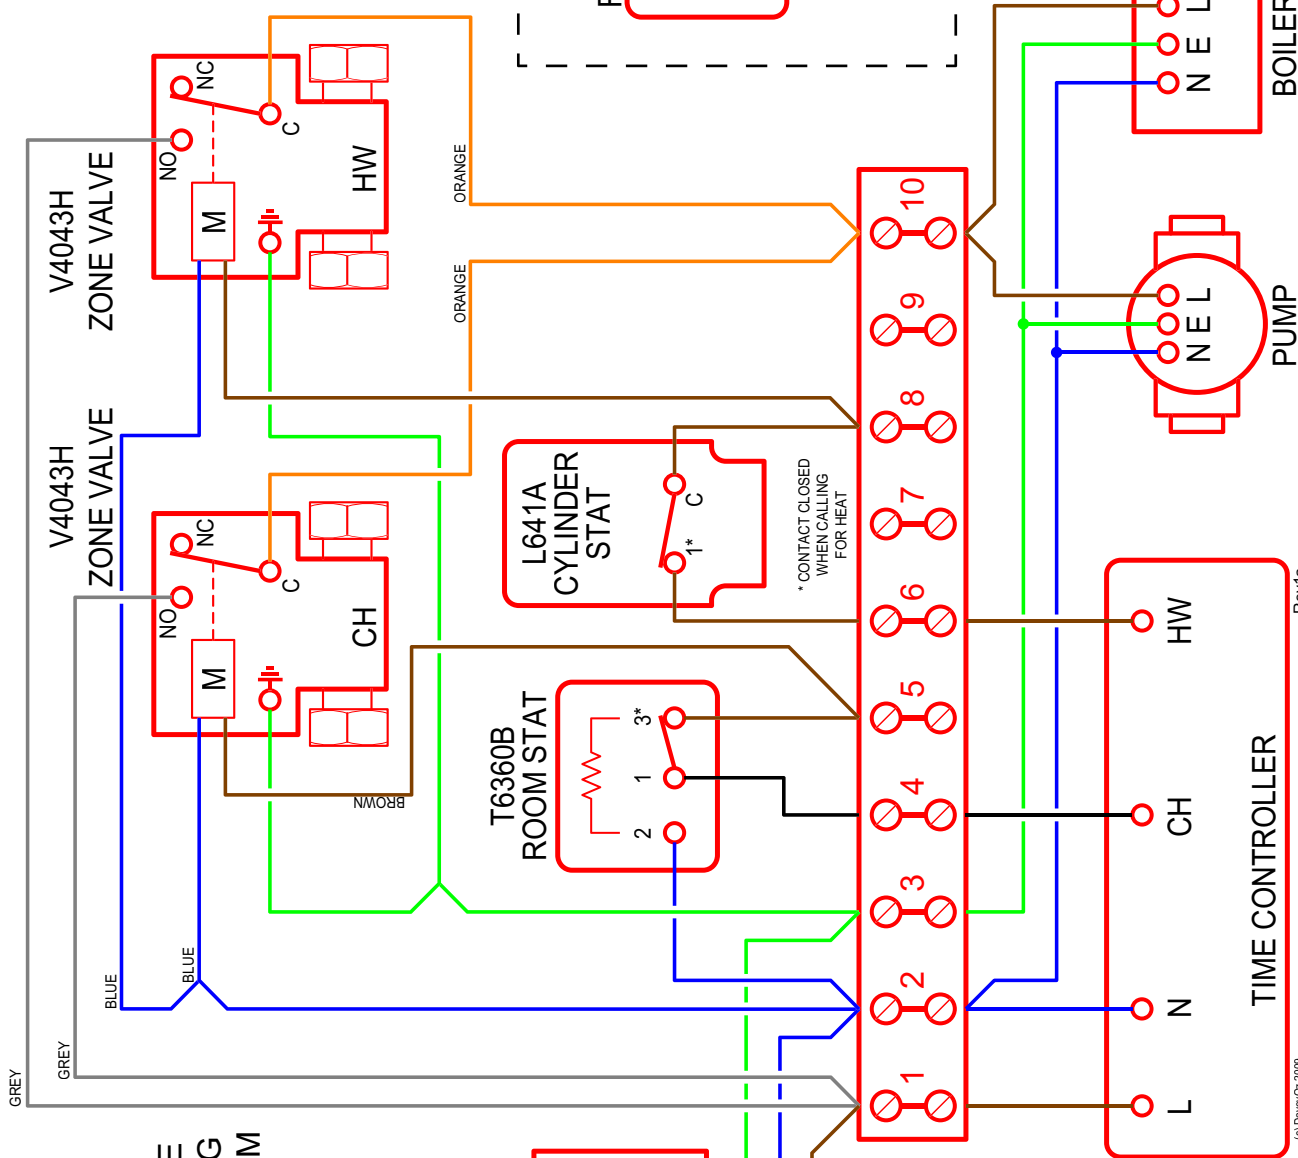 V4043H
ZONE VALVE
NO
NC
C
M
HW
ORANGE
ORANGE
V4043H
ZONE VALVE
NO
NC
C
M
CH
BROWN
BLUE
BLUE
GREY
GREY
E
G
M
L641A
CYLINDER
STAT
1*
C
* CONTACT CLOSED
WHEN CALLING
FOR HEAT
T6360B
ROOM STAT
2
1
3*
1
2
3
4
5
6
7
8
9
10
BOILER
N E L
PUMP
N E L
TIME CONTROLLER
L
N
CH
HW